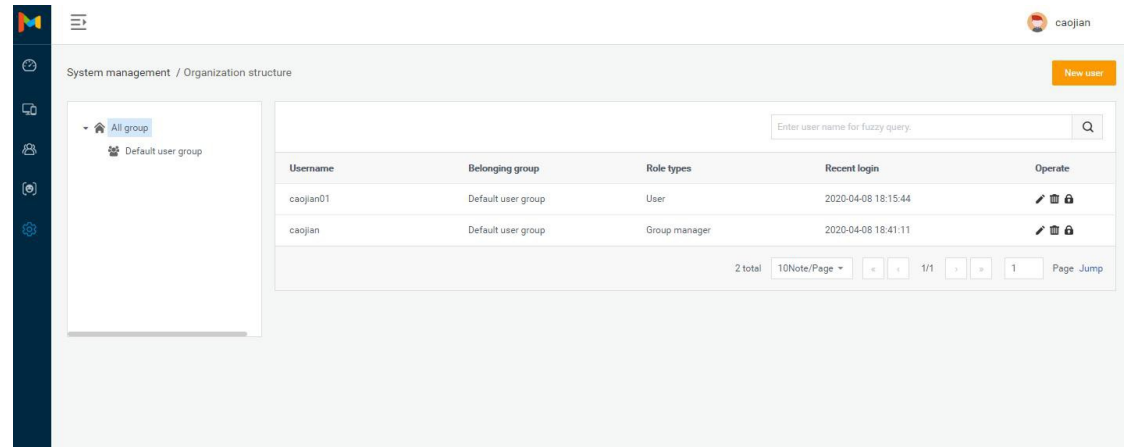 caojian
System management / Organization structure
New user
All group
Default user group
Enter user name for fuzzy query.
Username Belonging group Role types Recent login Operate
caojian01 Default user group User 2020-04-08 18:15:44
caojian Default user group Group manager 2020-04-08 18:41:11
2 total 10Note/Page « ‹ 1/1 › » 1 Page Jump